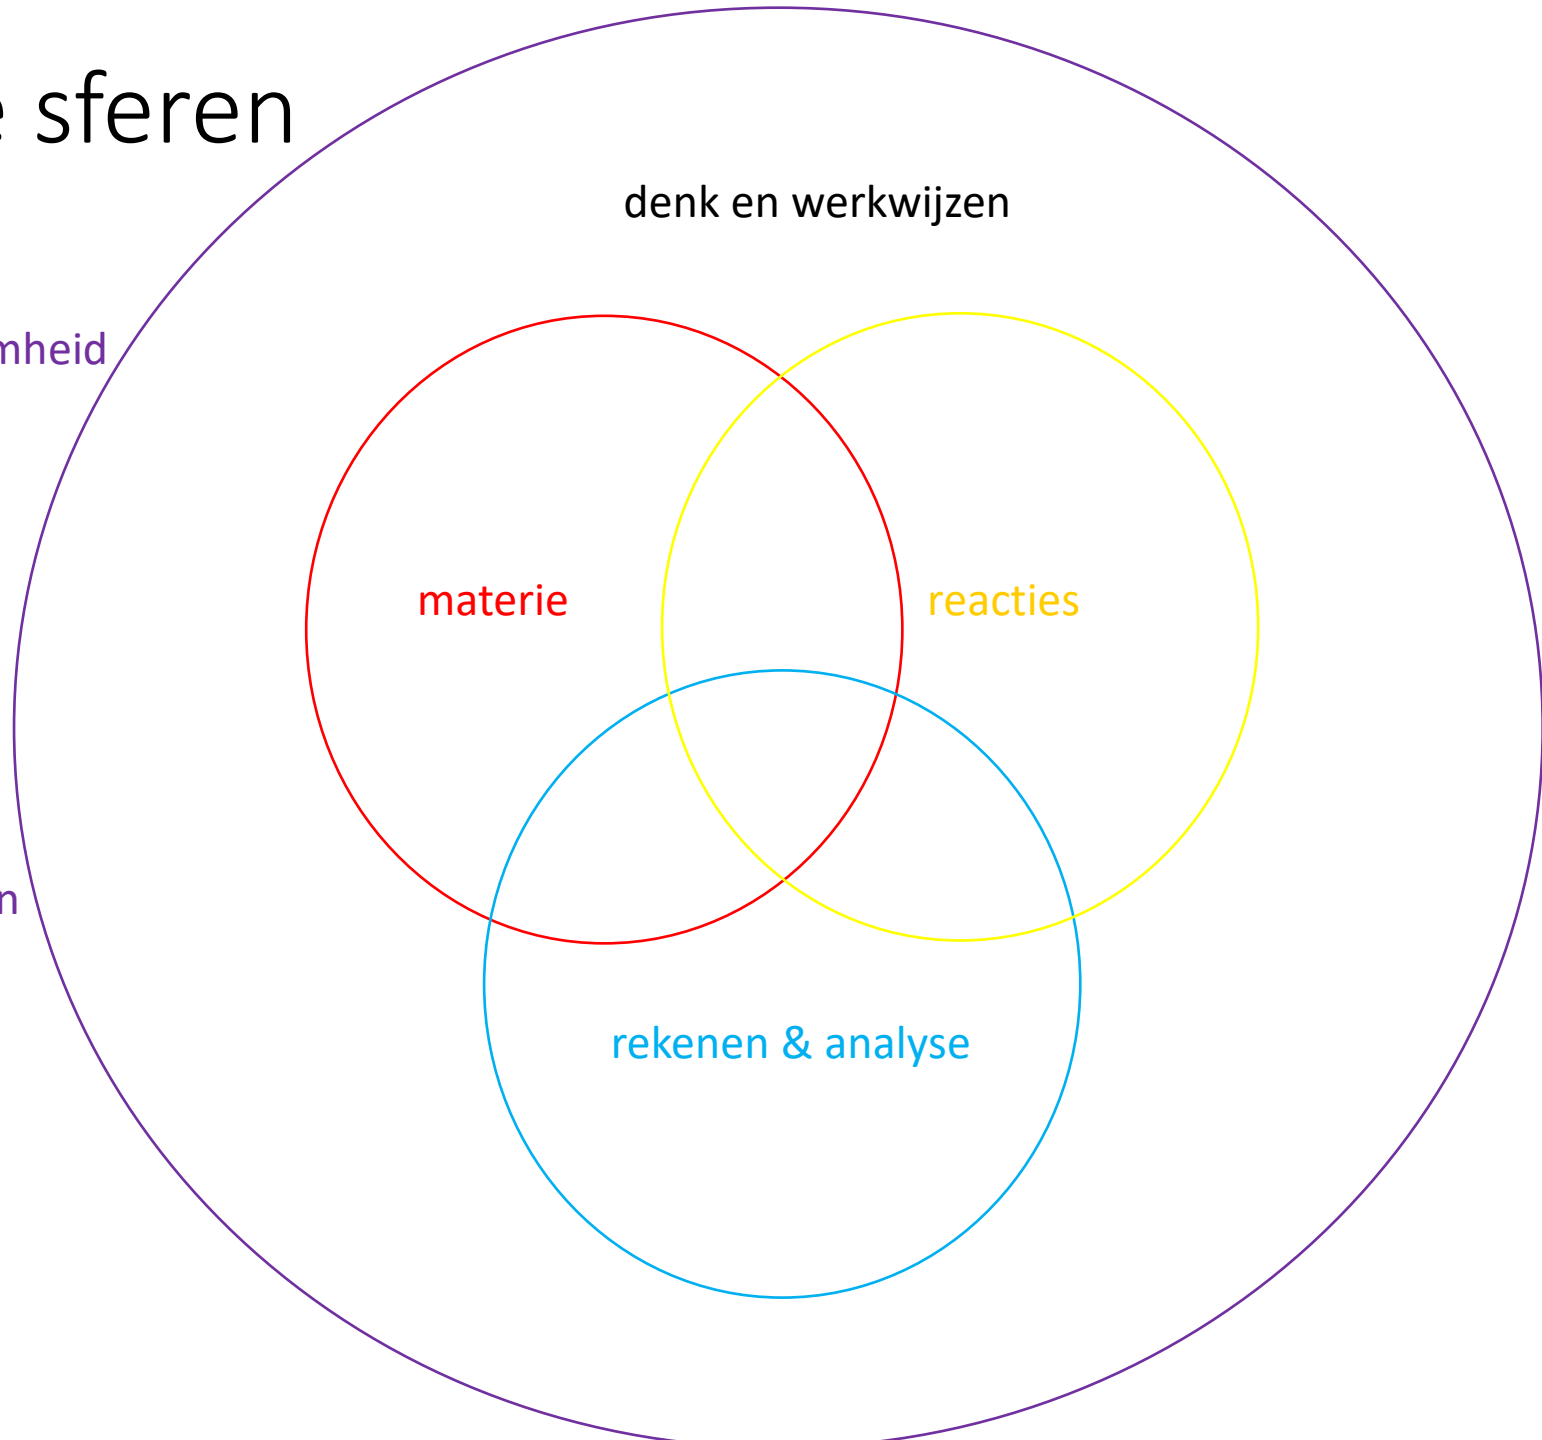 e sferen
denk en werkwijzen
mheid
materie
reacties
n
rekenen & analyse